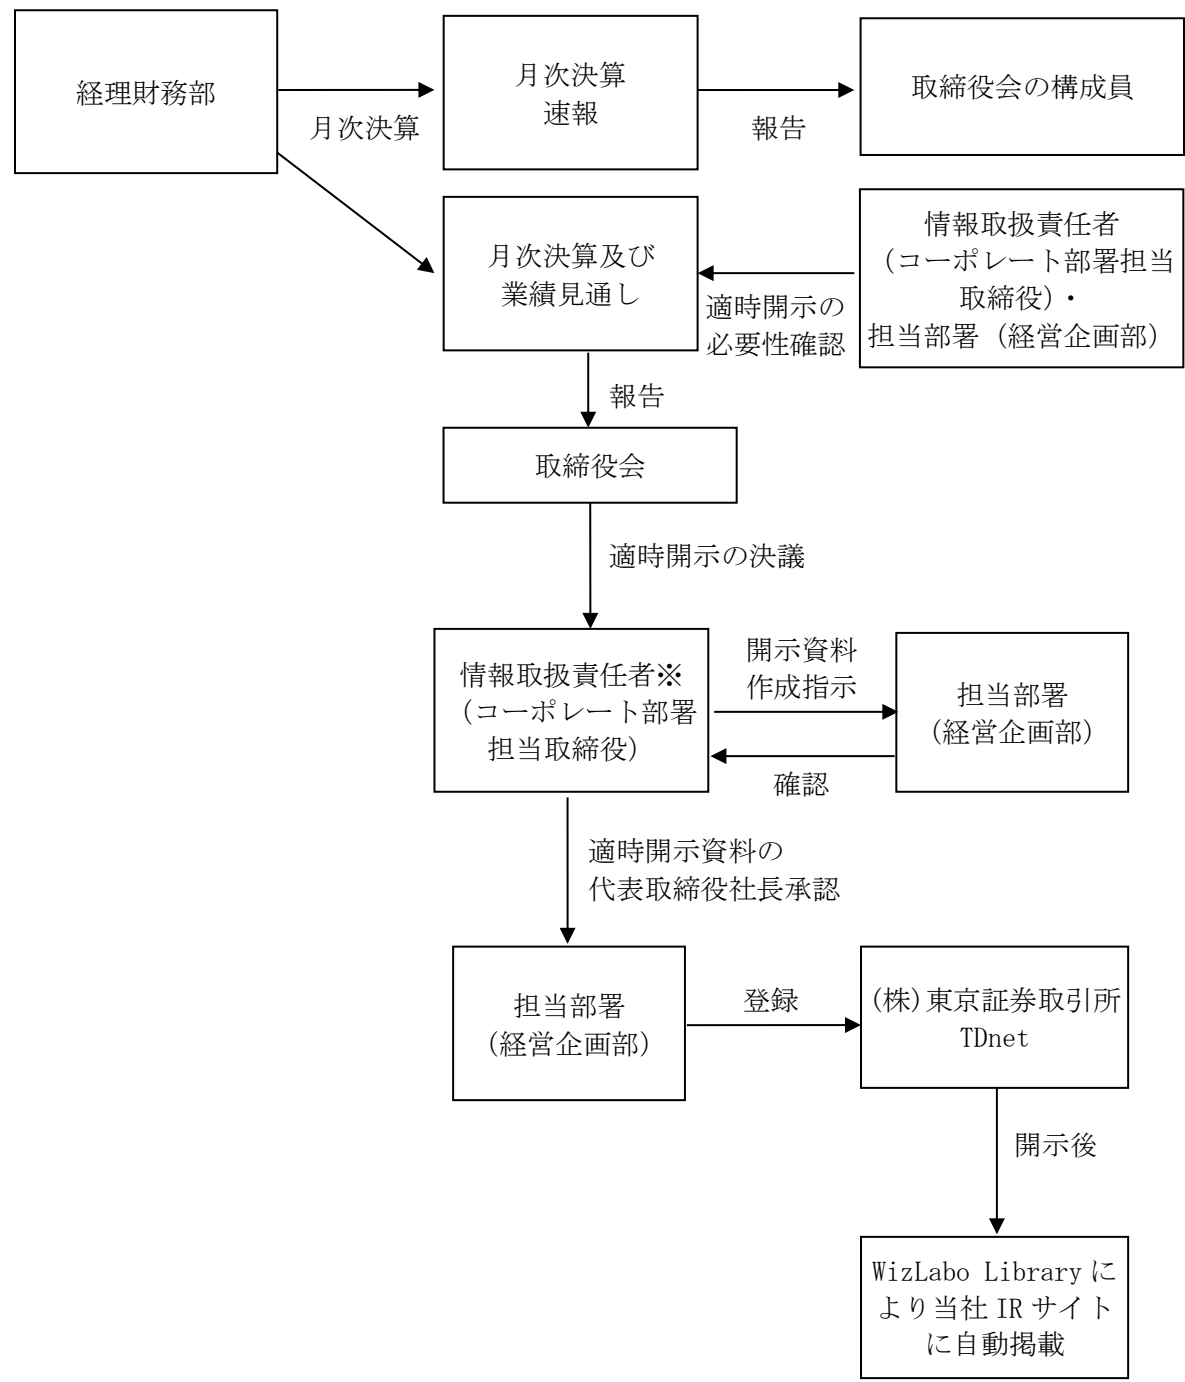 経理財務部
月次決算
月次決算
速報
報告
取締役会の構成員
月次決算及び
業績見通し
適時開示の
必要性確認
情報取扱責任者
（コーポレート部署担当
取締役)・
担当部署（経営企画部）
報告
取締役会
適時開示の決議
情報取扱責任者※
（コーポレート部署
担当取締役）
開示資料
作成指示
確認
担当部署
（経営企画部）
適時開示資料の
代表取締役社長承認
担当部署
（経営企画部）
登録
(株)東京証券取引所
TDnet
開示後
WizLabo Library に
より当社 IR サイト
に自動掲載